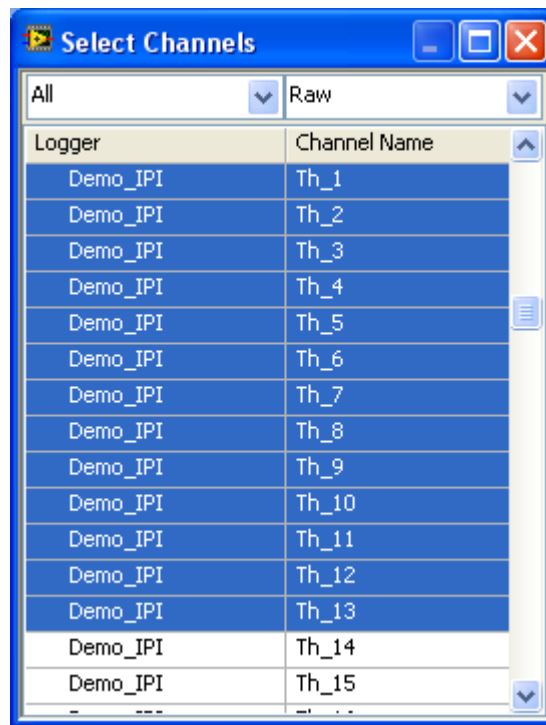 Select Channels
All Raw
Logger Channel Name
Demo_IPI Th_1
Demo_IPI Th_2
Demo_IPI Th_3
Demo_IPI Th_4
Demo_IPI Th_5
Demo_IPI Th_6
Demo_IPI Th_7
Demo_IPI Th_8
Demo_IPI Th_9
Demo_IPI Th_10
Demo_IPI Th_11
Demo_IPI Th_12
Demo_IPI Th_13
Demo_IPI Th_14
Demo_IPI Th_15